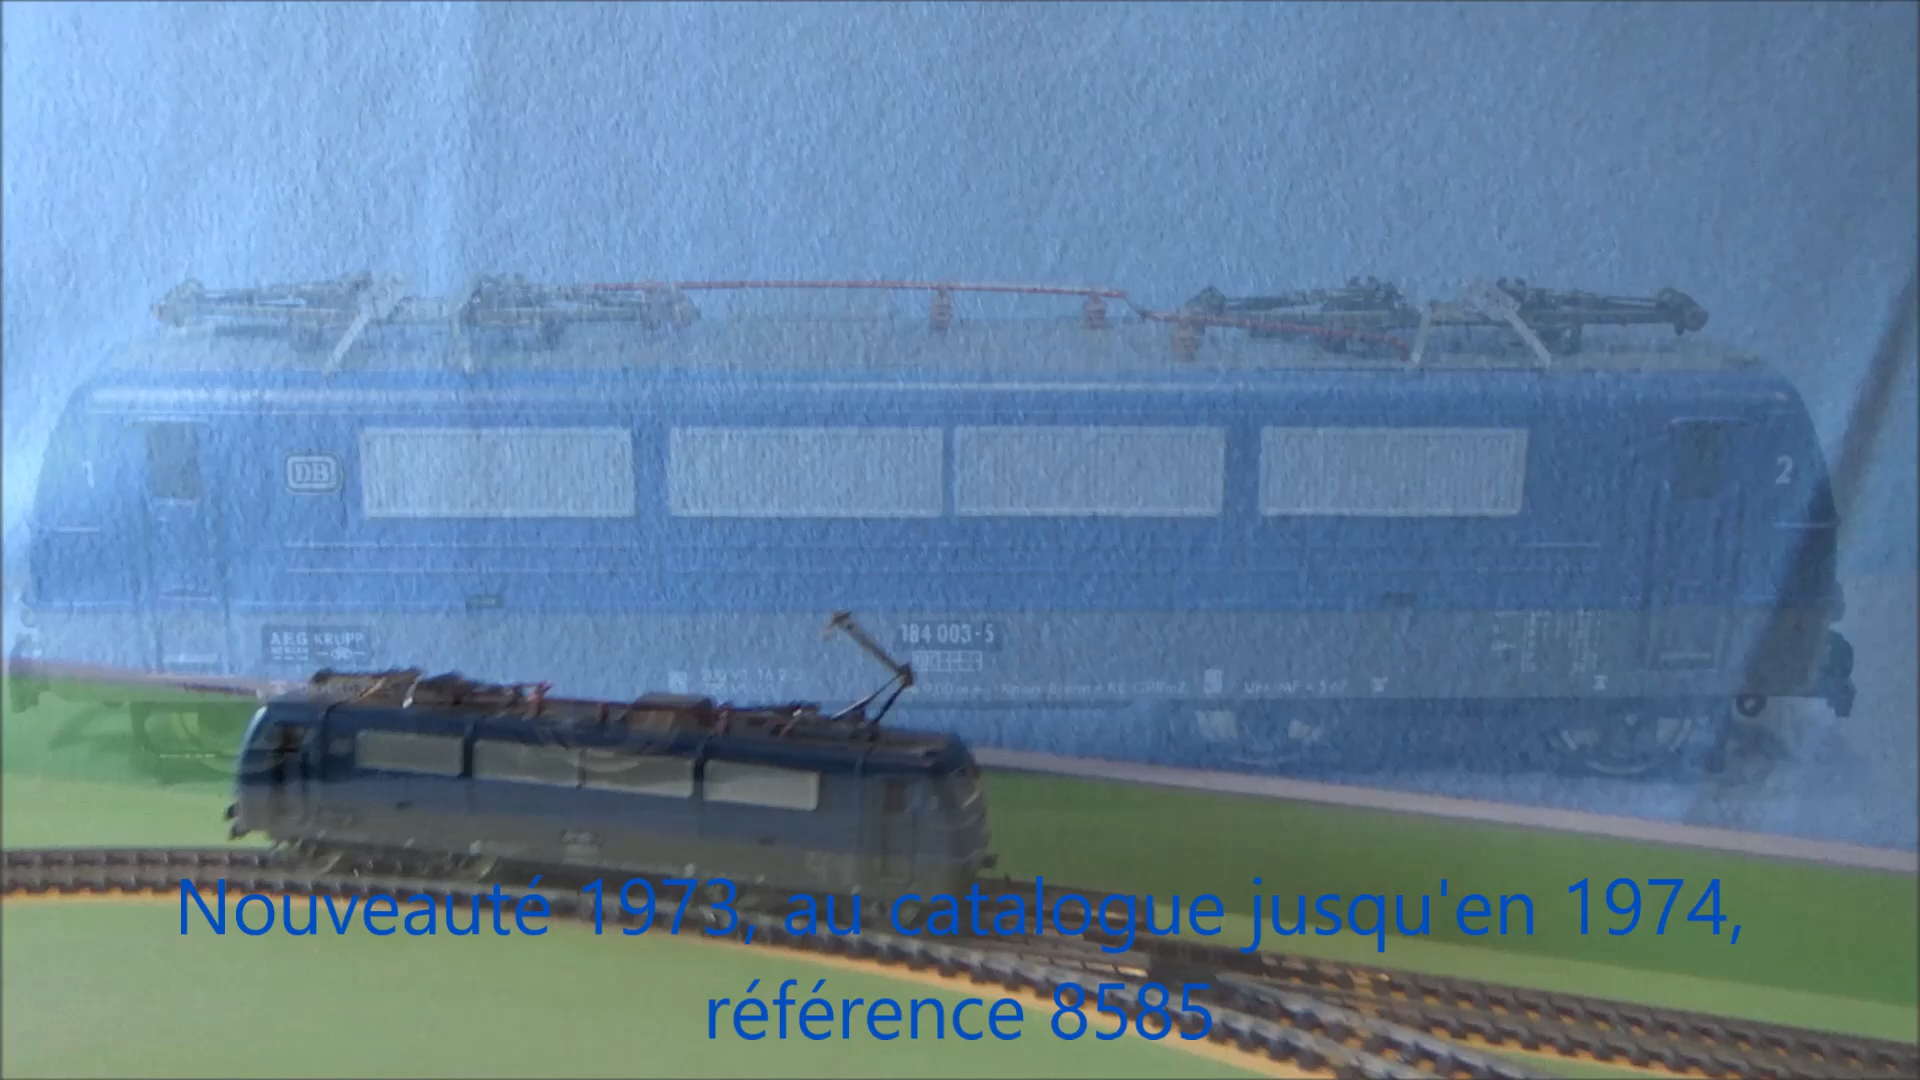 1
DB
2
AEG KRUPP
184 003-5
Nouveauté 1973, au catalogue jusqu'en 1974,
référence 8585